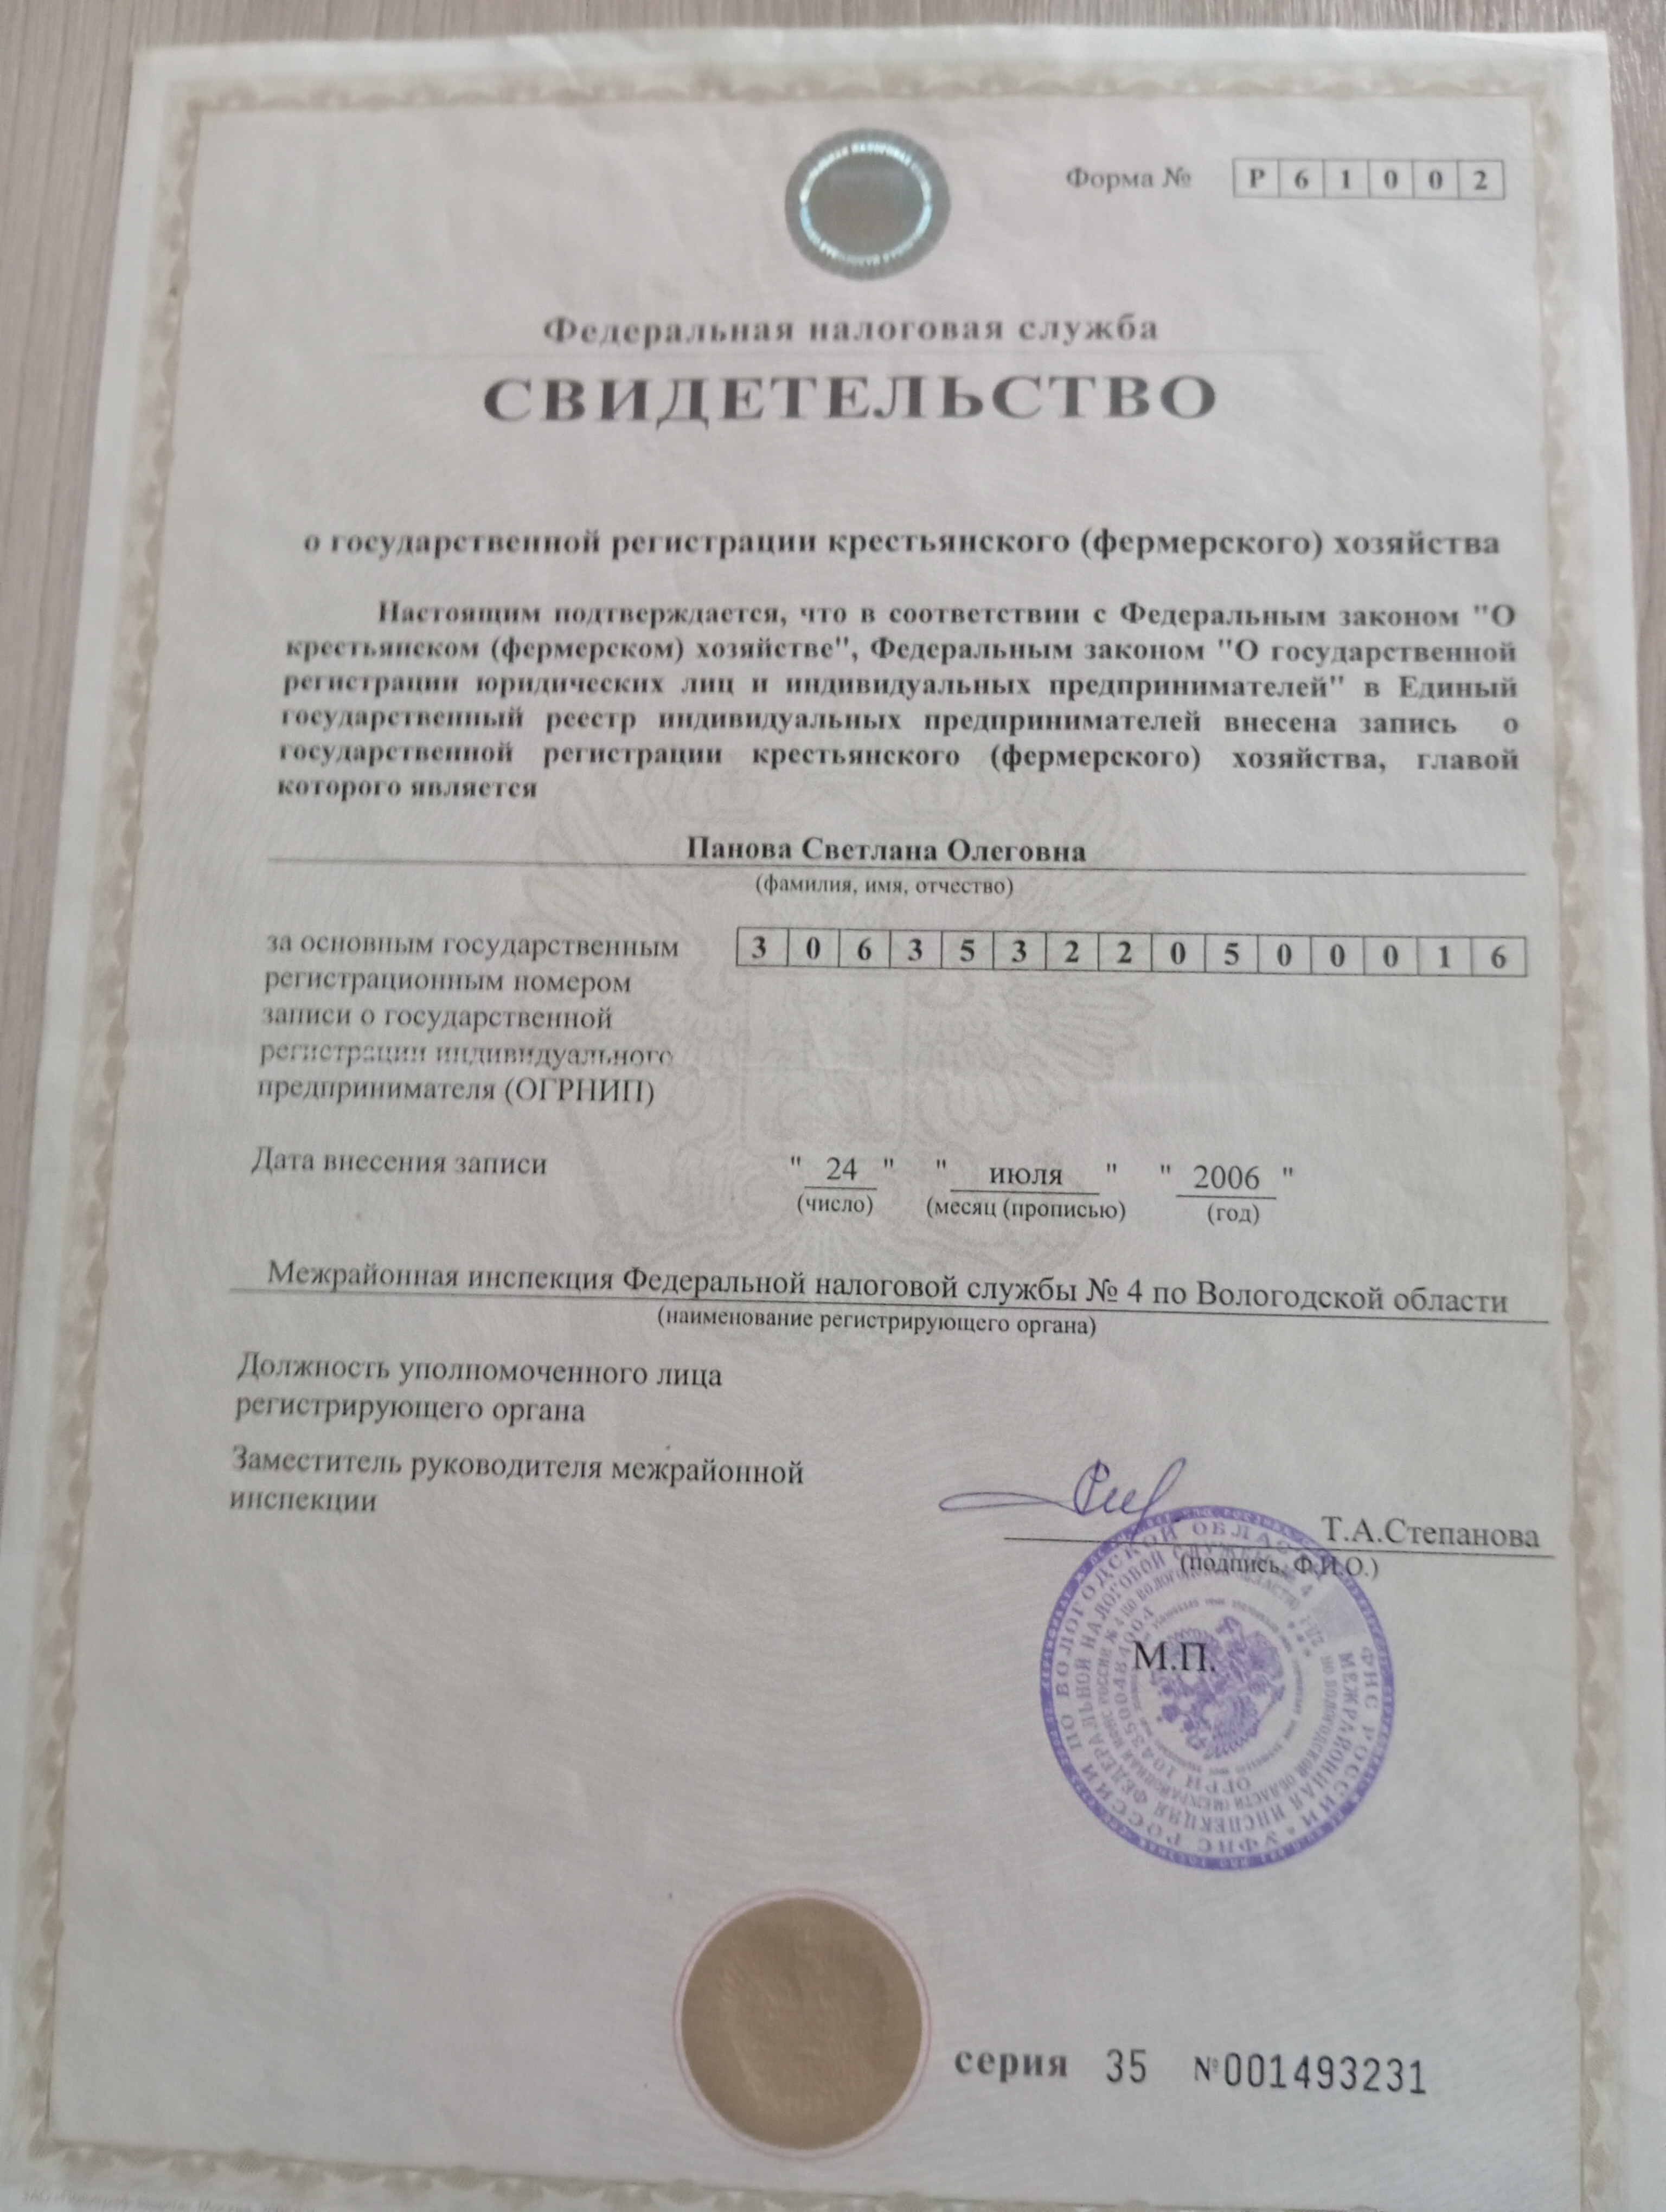 Форма № Р61002
Федеральная налоговая служба
СВИДЕТЕЛЬСТВО
о государственной регистрации крестьянского (фермерского) хозяйства
Настоящим подтверждается, что в соответствии с Федеральным законом "О
крестьянском (фермерском) хозяйстве", Федеральным законом "О государственной
регистрации юридических лиц и индивидуальных предпринимателей" в Единый
государственный реестр индивидуальных предпринимателей внесена запись о
государственной регистрации крестьянского (фермерского) хозяйства, главой
которого является
Панова Светлана Олеговна
(фамилия, имя, отчество)
за основным государственным 306353220500016
регистрационным номером
записи о государственной
регистрации индивидуального
предпринимателя (ОГРНИП)
Дата внесения записи " 24 " " июля " " 2006 "
(число) (месяц (прописью) (год)
Межрайонная инспекция Федеральной налоговой службы № 4 по Вологодской области
(наименование регистрирующего органа)
Должность уполномоченного лица
регистрирующего органа
Заместитель руководителя межрайонной
инспекции
Т.А.Степанова
(подпись, Ф.И.О.)
М.П.
серия 35 №001493231